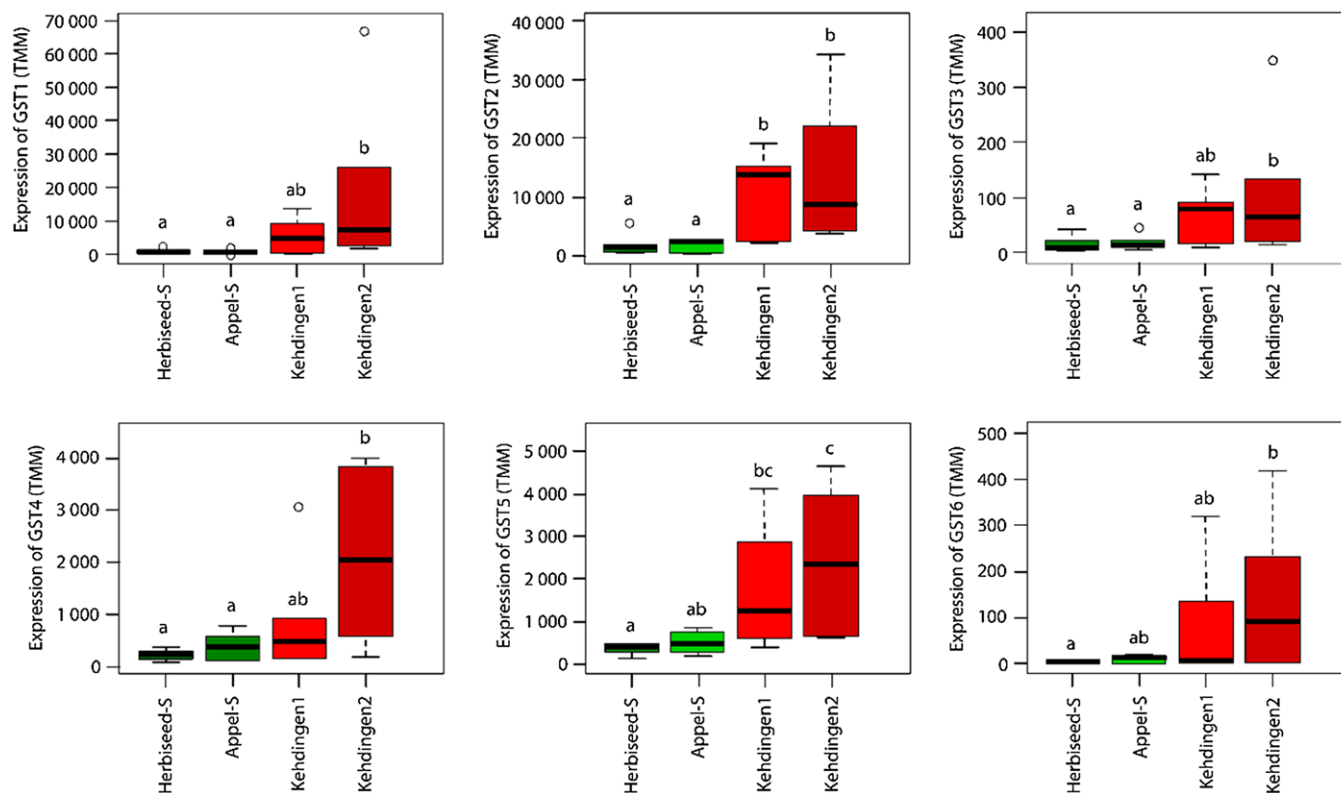 Expression of GST1 (TMM)
70 000
60 000
50 000
40 000
30 000
20 000
10 000
0
a
a
ab
b
Herbiseed-S
Appel-S
Kehdingen1
Kehdingen2
Expression of GST2 (TMM)
40 000
30 000
20 000
10 000
0
a
a
b
b
Herbiseed-S
Appel-S
Kehdingen1
Kehdingen2
Expression of GST3 (TMM)
400
300
200
100
0
a
a
ab
b
Herbiseed-S
Appel-S
Kehdingen1
Kehdingen2
Expression of GST4 (TMM)
4 000
3 000
2 000
1 000
0
a
a
ab
b
Herbiseed-S
Appel-S
Kehdingen1
Kehdingen2
Expression of GST5 (TMM)
5 000
4 000
3 000
2 000
1 000
0
a
ab
bc
c
Herbiseed-S
Appel-S
Kehdingen1
Kehdingen2
Expression of GST6 (TMM)
500
400
300
200
100
0
a
ab
ab
b
Herbiseed-S
Appel-S
Kehdingen1
Kehdingen2